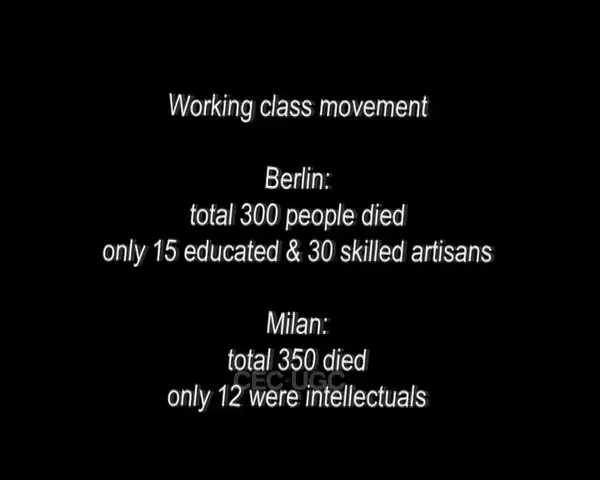 Working class movement
Berlin:
total 300 people died
only 15 educated & 30 skilled artisans
Milan:
total 350 died
CEC-UGC
only 12 were intellectuals